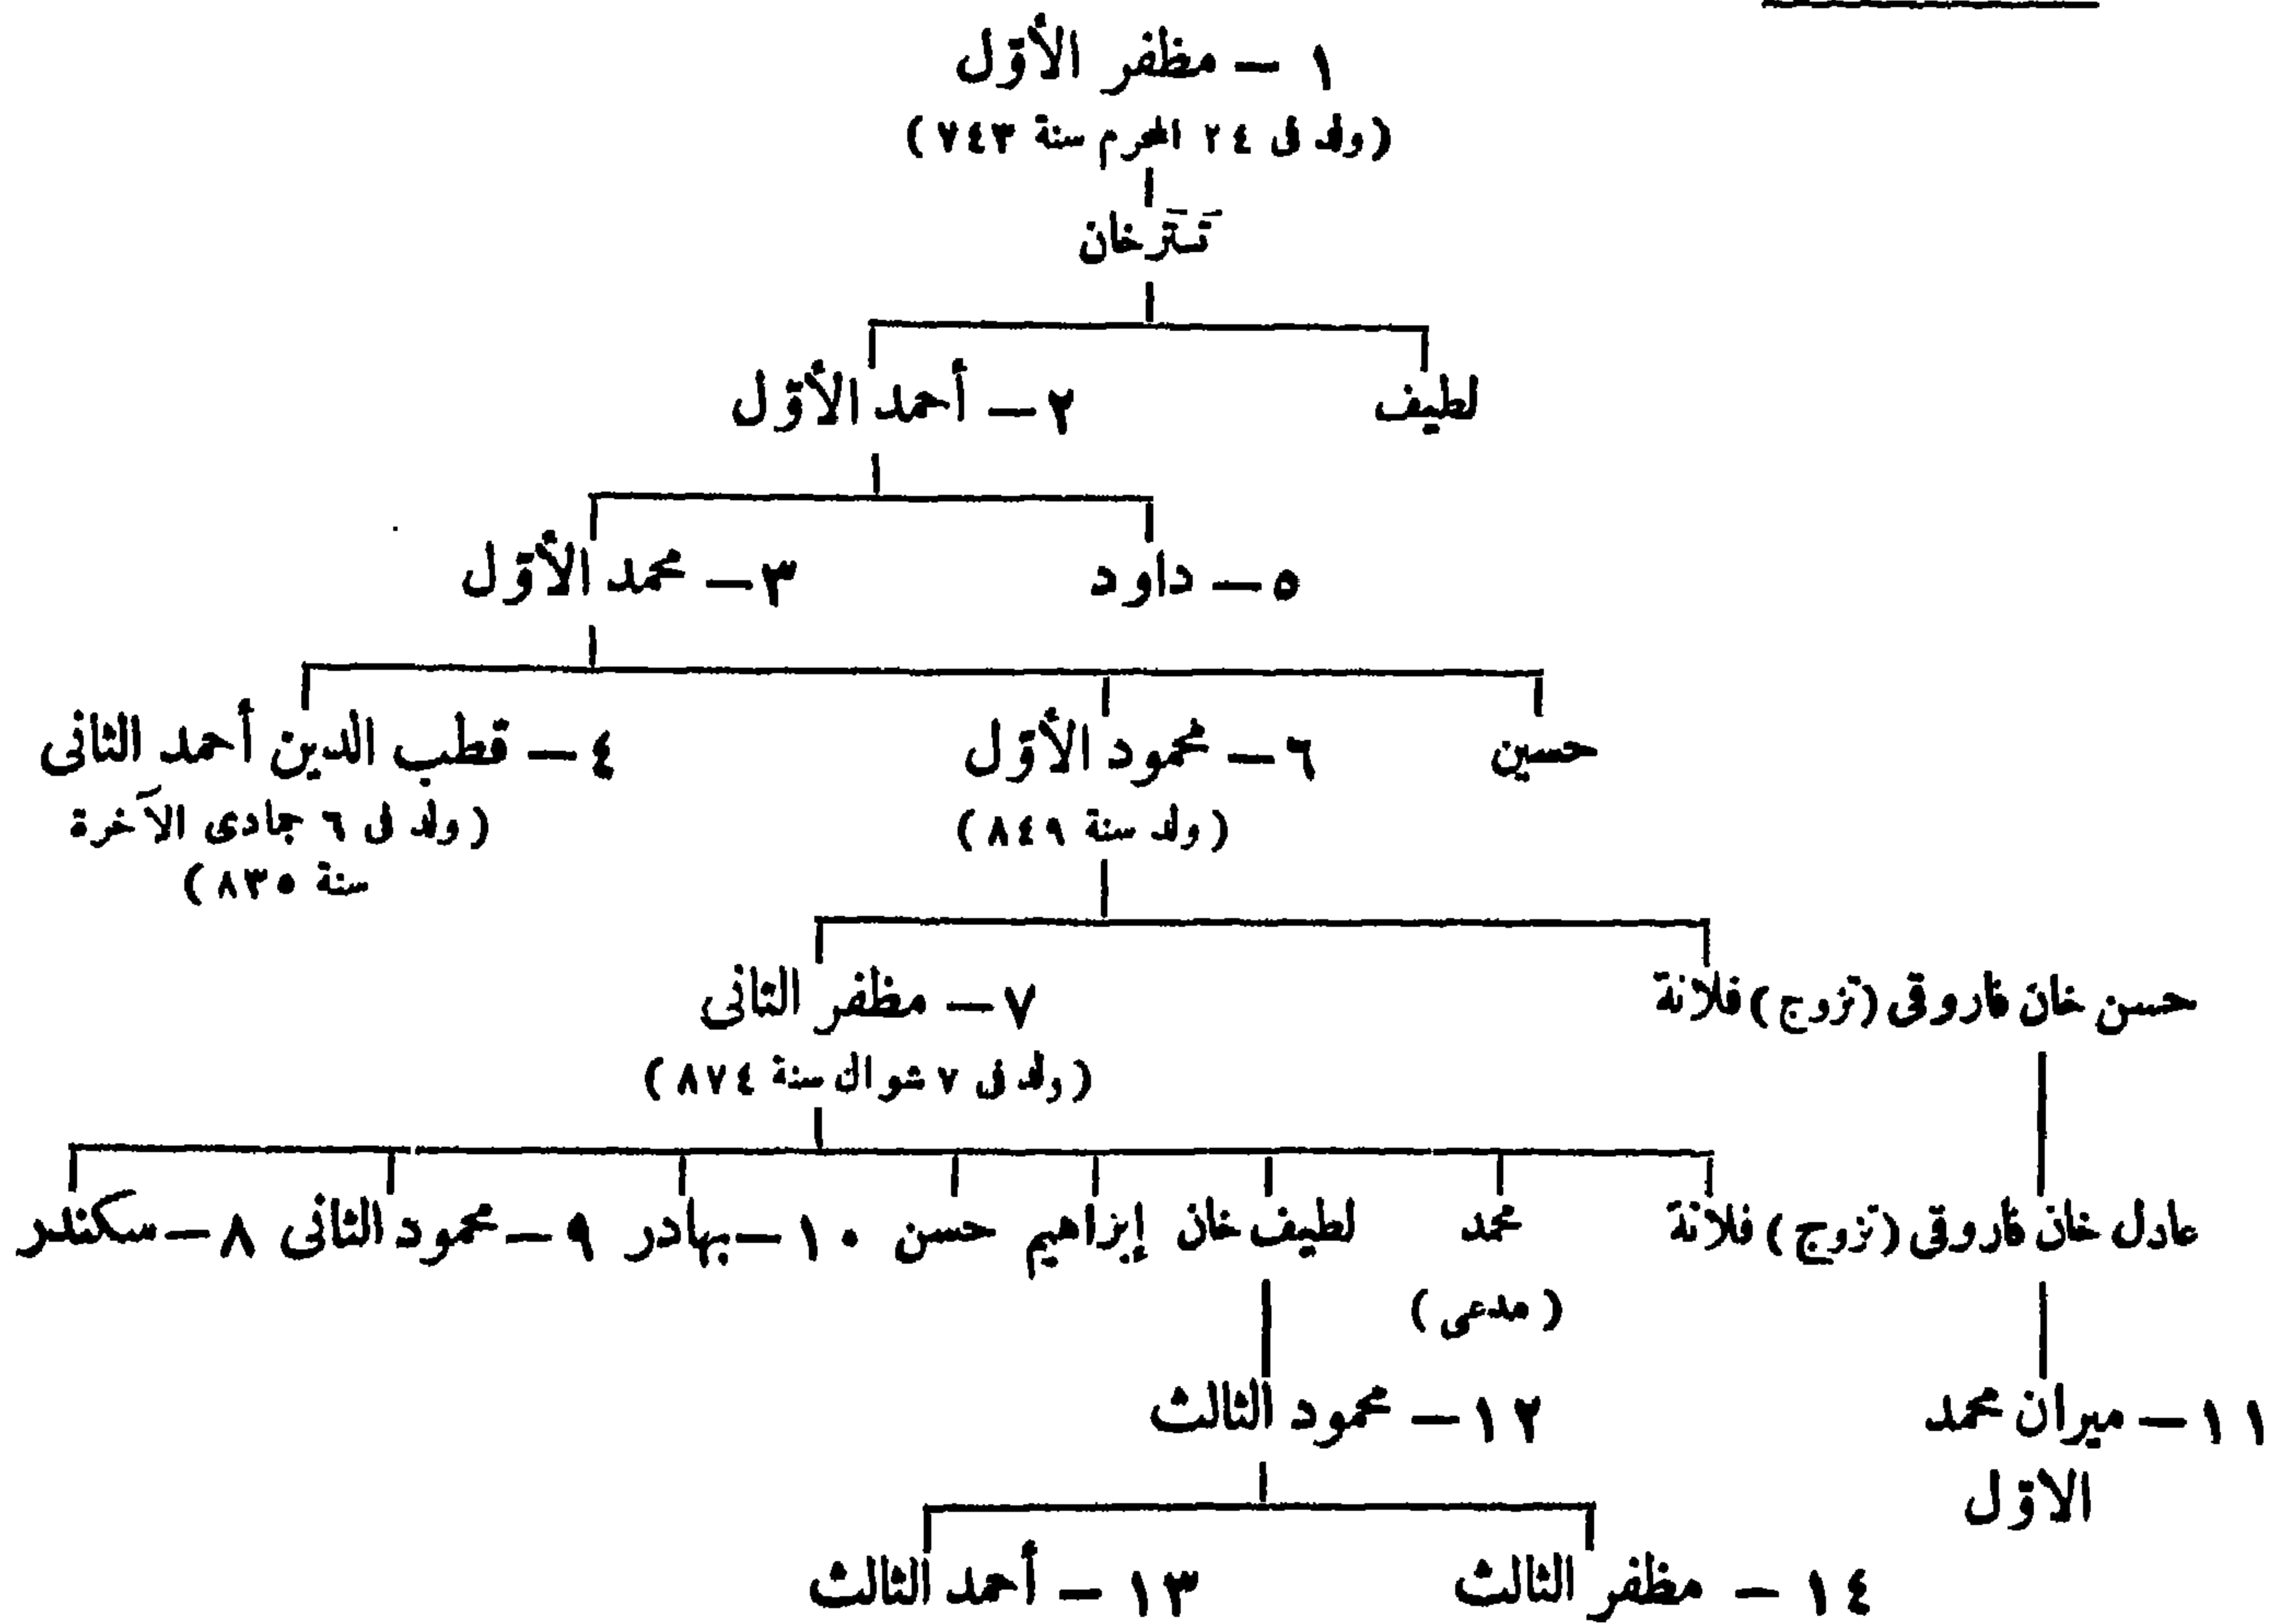 ١ – مظفر الأوّل
(ولد فى ٢٤ المحرم سنة ٧٤٣)
تَتَرخان
لطيف
٢ – أحمد الأوّل
٥ – داود
٣ – محمد الأوّل
حسين
٦ – محمود الأوّل
٤ – قطب الدين أحمد الثانى
(ولد سنة ٨٤٩)
(ولد فى ٦ جمادى الآخرة
سنة ٨٣٥)
حسن خان فاروقى (تزوج) فلانة
٧ – مظفر الثانى
(ولد فى ٧ شوال سنة ٨٧٤)
عادل خان فاروقى (تزوج) فلانة
محمد
لطيف خان
إبراهيم
حسن
١٠ – بهادر
٩ – محمود الثانى
٨ – سكندر
(مدعى)
١١ – ميران محمد
الاوّل
١٢ – محمود الثالث
١٤ – مظفر الثالث
١٣ – أحمد الثالث